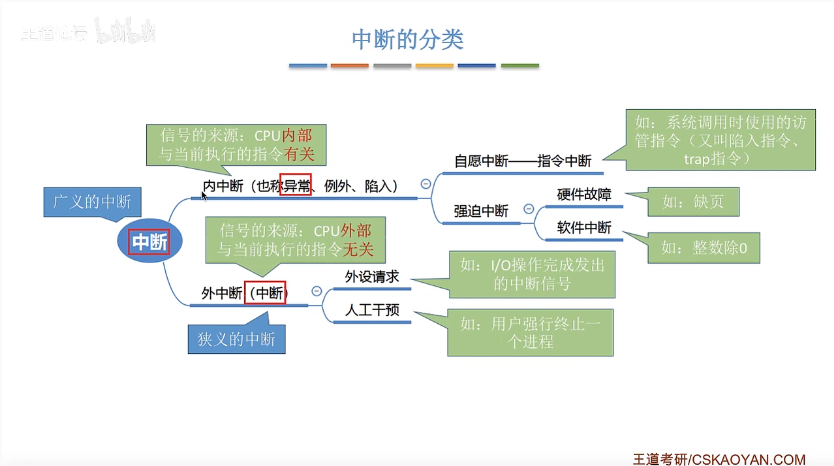 中断的分类
信号的来源：CPU内部
与当前执行的指令有关
如：系统调用时使用的访
管指令（又叫陷入指令、
trap指令）
自愿中断——指令中断
内中断（也称异常、例外、陷入）
硬件故障
如：缺页
广义的中断
强迫中断
信号的来源：CPU外部
与当前执行的指令无关
软件中断
中断
如：整数除0
外设请求
如：I/O操作完成发出
的中断信号
外中断（中断）
人工干预
狭义的中断
如：用户强行终止一
个进程
王道考研/CSKAOYAN.COM